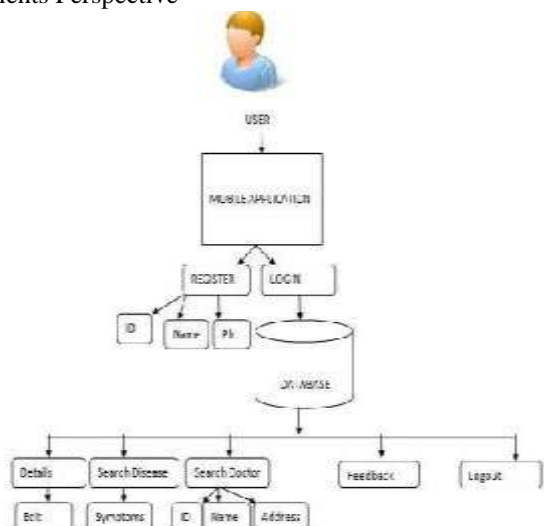 ents Perspective
USER
MOBILE APPLICATION
REGISTER LOGIN
ID Name Ph
DATABASE
Details Search Disease Search Doctor Feedback Logout
Edit Symptoms ID Name Address